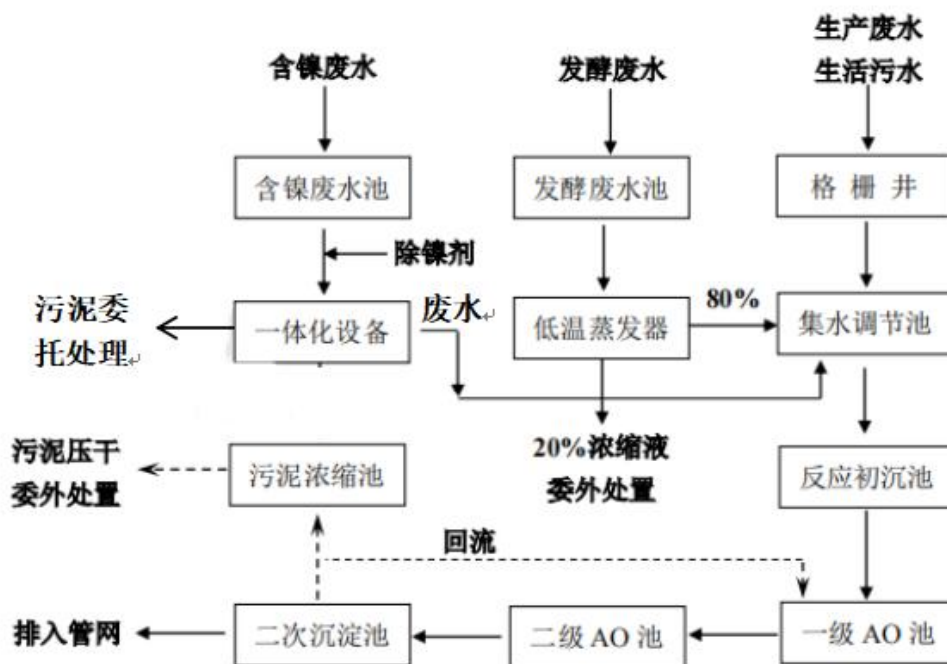 生产废水
含镍废水 发酵废水 生活污水
含镍废水池 发酵废水池 格 栅 井
除镍剂
污泥委
托处理
一体化设备
废水
低温蒸发器
80%
集水调节池
污泥压干
委外处置
污泥浓缩池
20%浓缩液
委外处置
反应初沉池
回流
排入管网 二次沉淀池 二级 AO 池 一级 AO 池